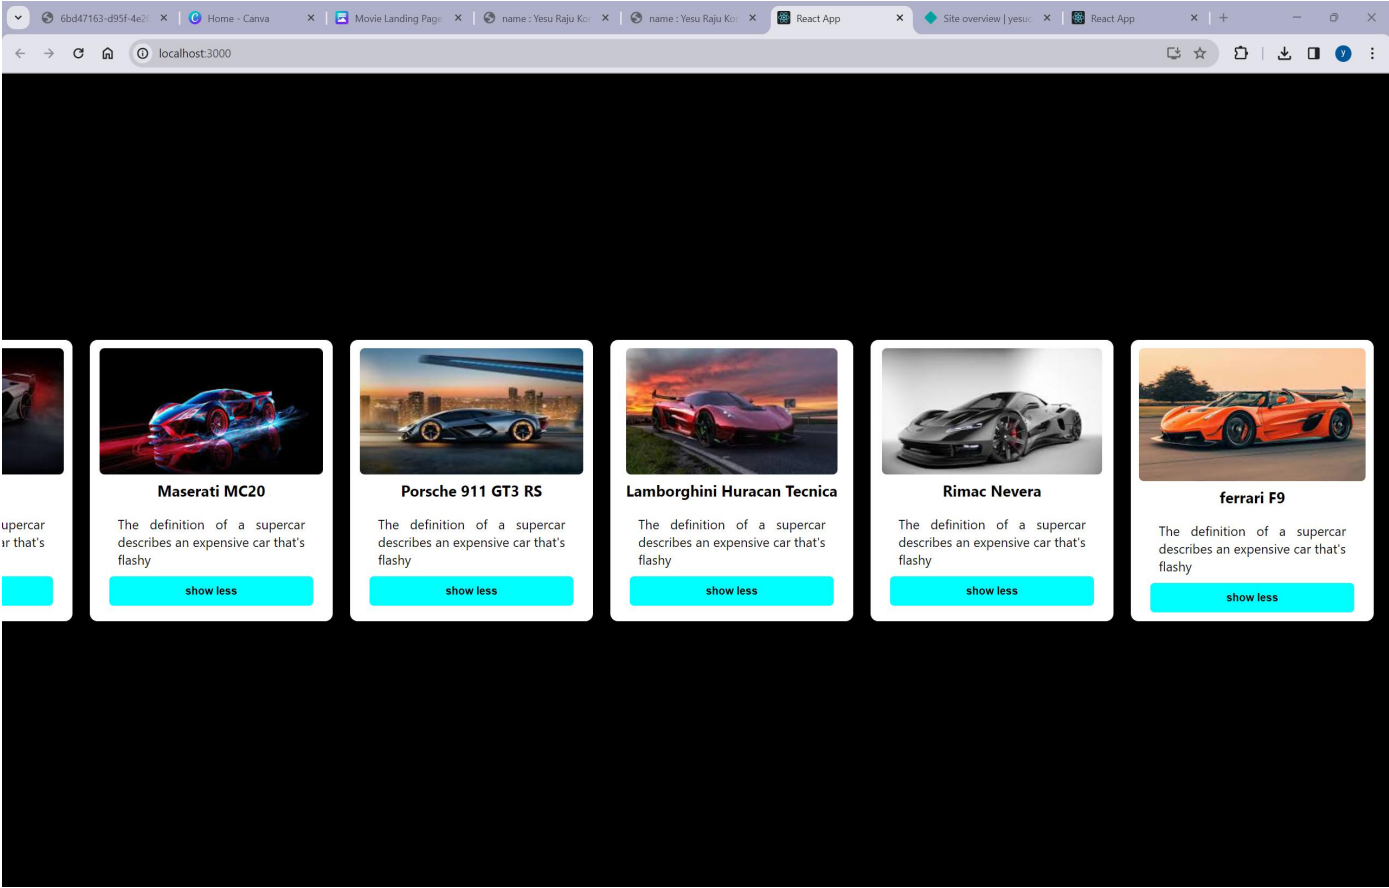 6bd47163-d95f-4e2
Home - Canva
Movie Landing Page
name : Yesu Raju Kor
name : Yesu Raju Kor
React App
Site overview | yesuc
React App
localhost:3000
y
Maserati MC20
Porsche 911 GT3 RS
Lamborghini Huracan Tecnica
Rimac Nevera
ferrari F9
upercar
that's
The definition of a supercar
describes an expensive car that's
flashy
The definition of a supercar
describes an expensive car that's
flashy
The definition of a supercar
describes an expensive car that's
flashy
The definition of a supercar
describes an expensive car that's
flashy
The definition of a supercar
describes an expensive car that's
flashy
show less
show less
show less
show less
show less